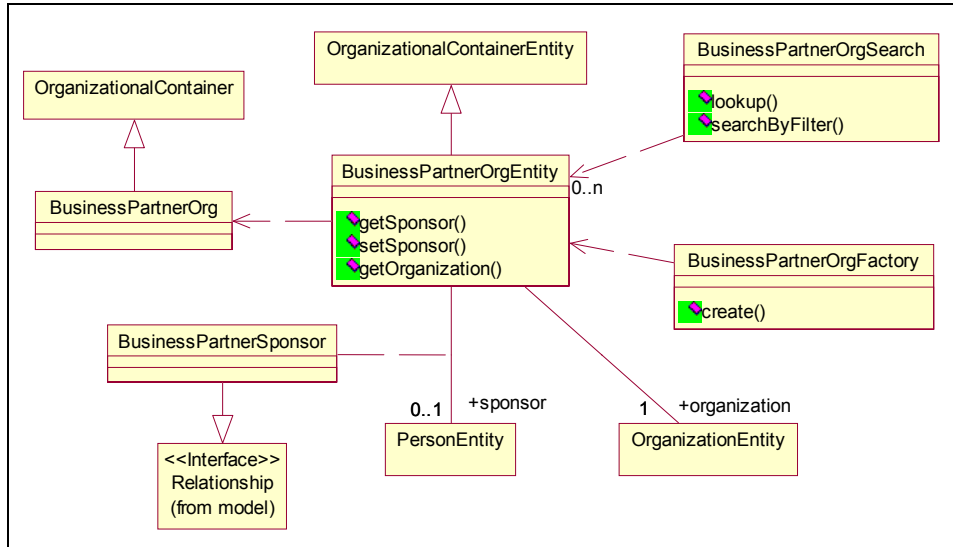 OrganizationalContainerEntity
BusinessPartnerOrgSearch
lookup()
searchByFilter()
OrganizationalContainer
BusinessPartnerOrgEntity
getSponsor()
setSponsor()
getOrganization()
0..n
BusinessPartnerOrg
BusinessPartnerOrgFactory
create()
BusinessPartnerSponsor
0..1
+sponsor
1
+organization
PersonEntity
OrganizationEntity
<<Interface>>
Relationship
(from model)